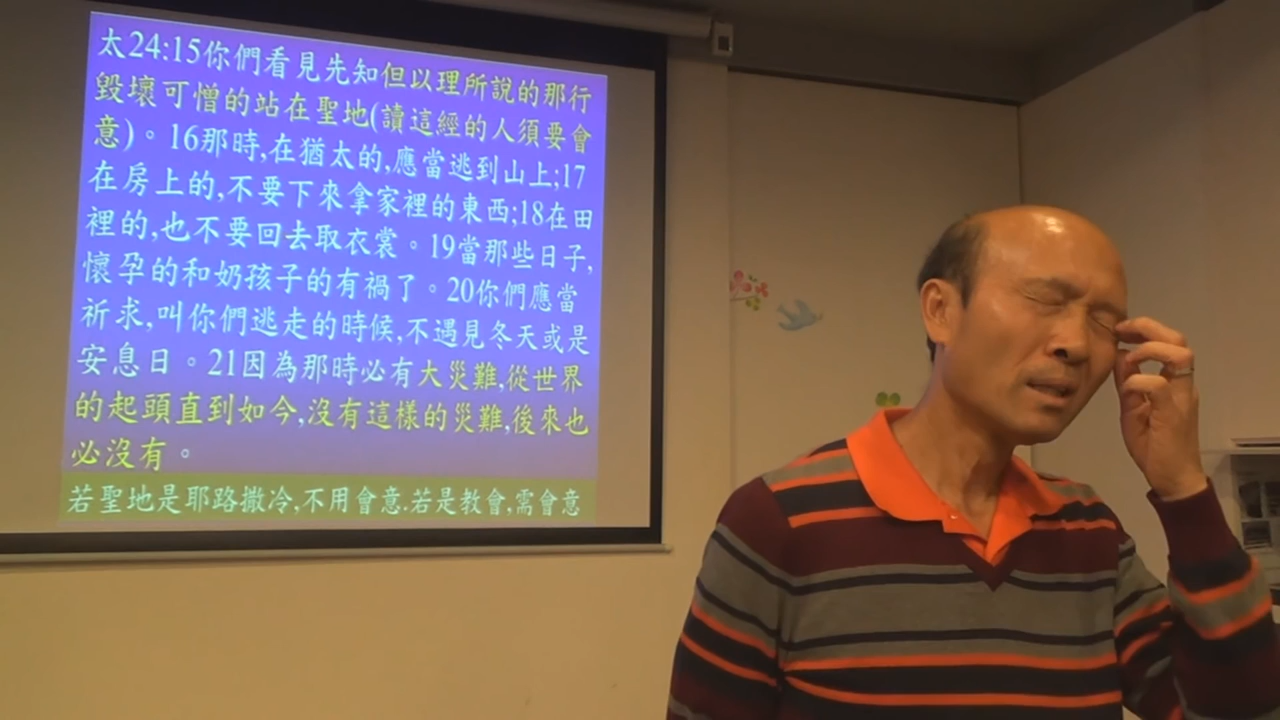 太24:15你們看見先知但以理所說的那行
毀壞可憎的站在聖地(讀這經的人須要會
意)。16那時,在猶太的,應當逃到山上;17
在房上的,不要下來拿家裡的東西;18在田
裡的,也不要回去取衣裳。19當那些日子,
懷孕的和奶孩子的有禍了。20你們應當
祈求,叫你們逃走的時候,不遇見冬天或是
安息日。21因為那時必有大災難,從世界
的起頭直到如今,沒有這樣的災難,後來也
必沒有。
若聖地是耶路撒冷,不用會意.若是教會,需會意